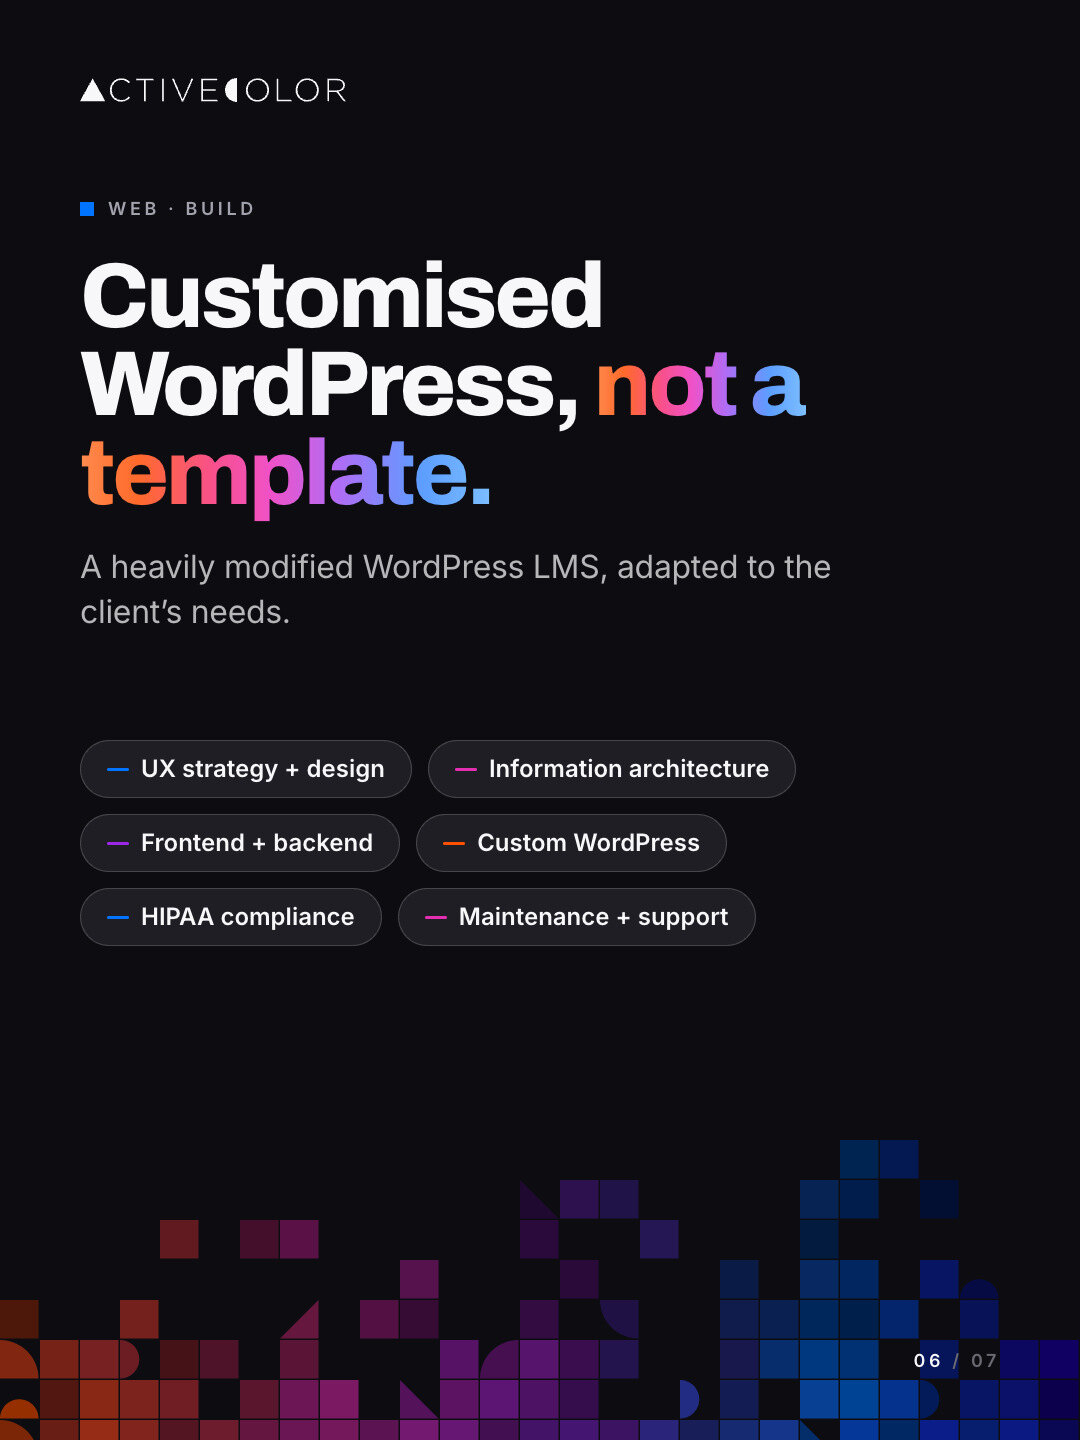 ACTIVECOLOR
WEB · BUILD
Customised
WordPress, not a
template.
A heavily modified WordPress LMS, adapted to the
client’s needs.
UX strategy + design
Information architecture
Frontend + backend
Custom WordPress
HIPAA compliance
Maintenance + support
06 / 07